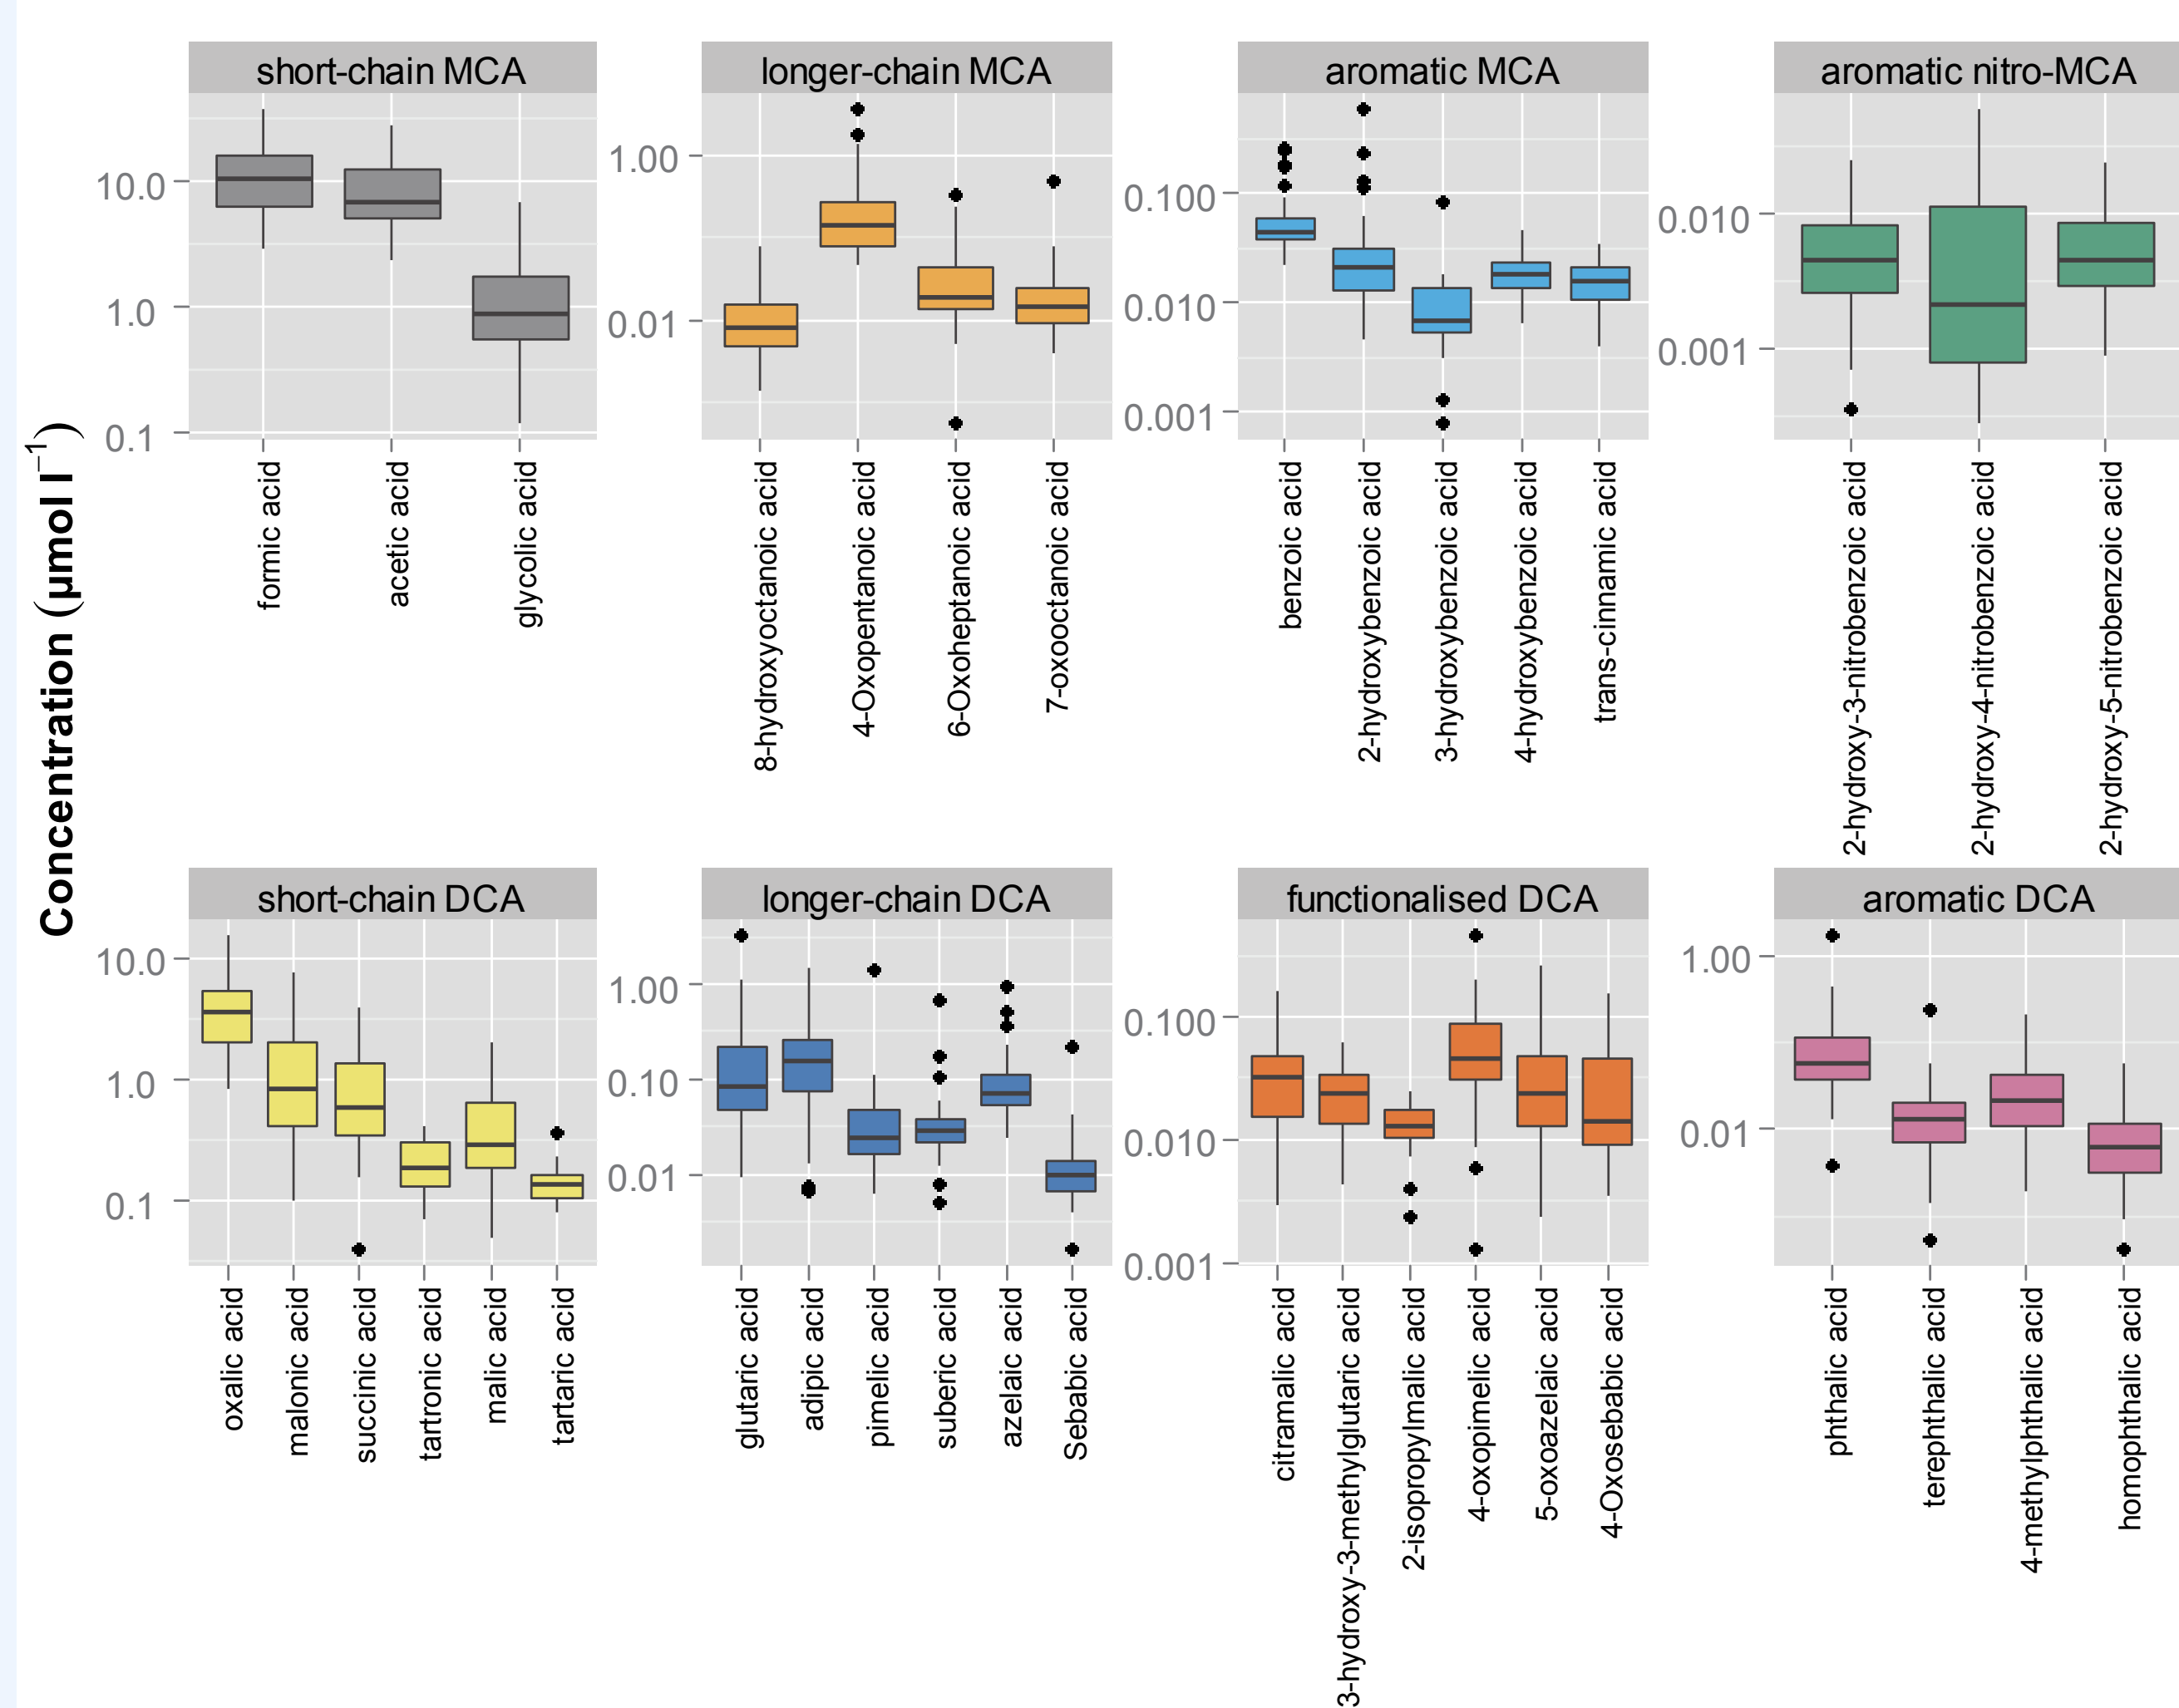 Concentration (µmol l⁻¹)
short-chain MCA
10.0
1.0
0.1
formic acid
acetic acid
glycolic acid
longer-chain MCA
1.00
0.01
8-hydroxyoctanoic acid
4-Oxopentanoic acid
6-Oxoheptanoic acid
7-oxooctanoic acid
aromatic MCA
0.100
0.010
0.001
benzoic acid
2-hydroxybenzoic acid
3-hydroxybenzoic acid
4-hydroxybenzoic acid
trans-cinnamic acid
aromatic nitro-MCA
0.010
0.001
2-hydroxy-3-nitrobenzoic acid
2-hydroxy-4-nitrobenzoic acid
2-hydroxy-5-nitrobenzoic acid
short-chain DCA
10.0
1.0
0.1
oxalic acid
malonic acid
succinic acid
tartronic acid
malic acid
tartaric acid
longer-chain DCA
1.00
0.10
0.01
glutaric acid
adipic acid
pimelic acid
suberic acid
azelaic acid
Sebabic acid
functionalised DCA
0.100
0.010
0.001
citramalic acid
3-hydroxy-3-methylglutaric acid
2-isopropylmalic acid
4-oxopimelic acid
5-oxoazelaic acid
4-Oxosebabic acid
aromatic DCA
1.00
0.01
phthalic acid
terephthalic acid
4-methylphthalic acid
homophthalic acid